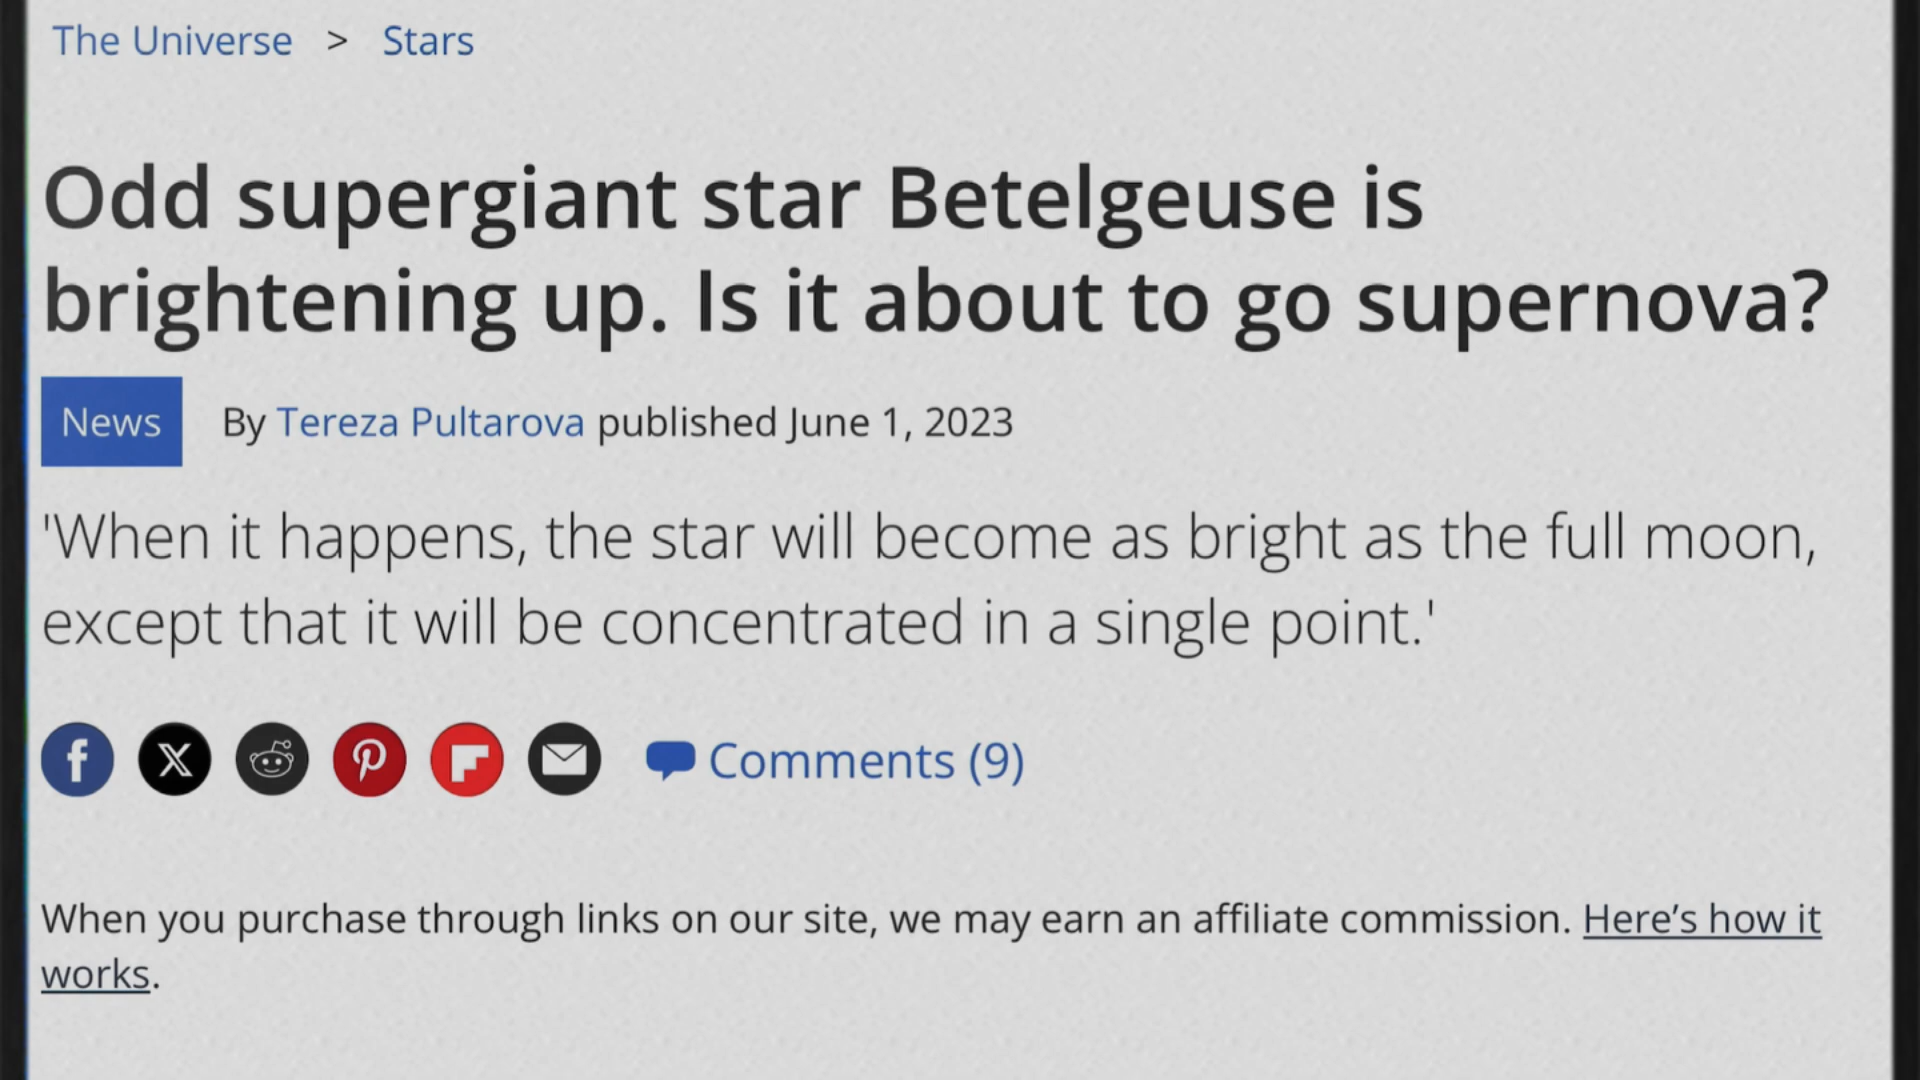 The Universe > Stars
Odd supergiant star Betelgeuse is
brightening up. Is it about to go supernova?
News By Tereza Pultarova published June 1, 2023
'When it happens, the star will become as bright as the full moon,
except that it will be concentrated in a single point.'
Comments (9)
When you purchase through links on our site, we may earn an affiliate commission. Here’s how it
works.